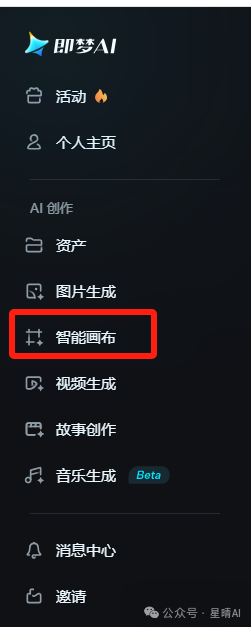 即梦AI
活动
个人主页
AI 创作
资产
图片生成
智能画布
视频生成
故事创作
音乐生成 Beta
消息中心
邀请
公众号 · 星晴AI